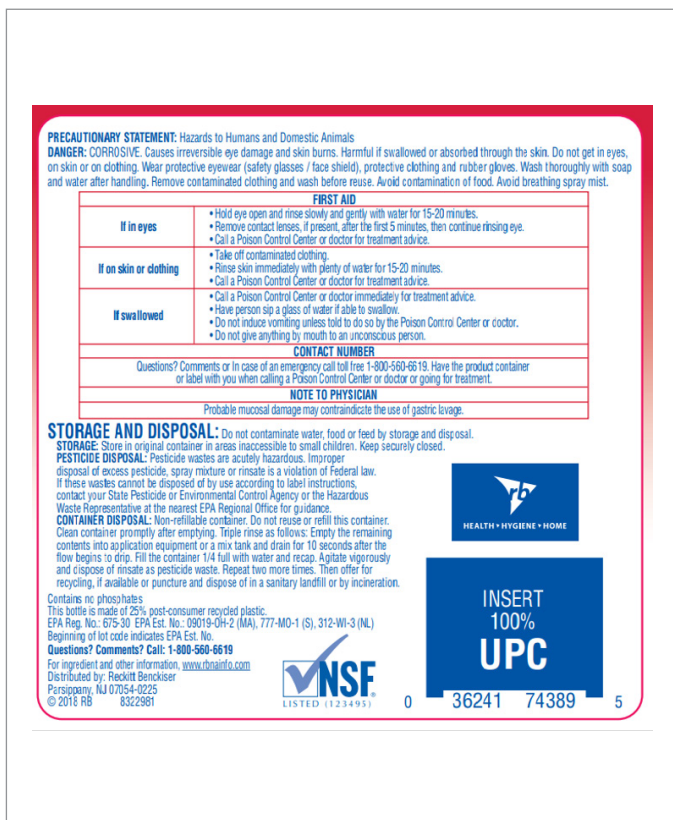 PRECAUTIONARY STATEMENT: Hazards to Humans and Domestic Animals
DANGER: CORROSIVE. Causes irreversible eye damage and skin burns. Harmful if swallowed or absorbed through the skin. Do not get in eyes,
on skin or on clothing. Wear protective eyewear (safety glasses / face shield), protective clothing and rubber gloves. Wash thoroughly with soap
and water after handling. Remove contaminated clothing and wash before reuse. Avoid contamination of food. Avoid breathing spray mist.
FIRST AID
If in eyes
• Hold eye open and rinse slowly and gently with water for 15-20 minutes.
• Remove contact lenses, if present, after the first 5 minutes, then continue rinsing eye.
• Call a Poison Control Center or doctor for treatment advice.
If on skin or clothing
• Take off contaminated clothing.
• Rinse skin immediately with plenty of water for 15-20 minutes.
• Call a Poison Control Center or doctor for treatment advice.
If swallowed
• Call a Poison Control Center or doctor immediately for treatment advice.
• Have person sip a glass of water if able to swallow.
• Do not induce vomiting unless told to do so by the Poison Control Center or doctor.
• Do not give anything by mouth to an unconscious person.
CONTACT NUMBER
Questions? Comments or In case of an emergency call toll free 1-800-560-6619. Have the product container
or label with you when calling a Poison Control Center or doctor or going for treatment.
NOTE TO PHYSICIAN
Probable mucosal damage may contraindicate the use of gastric lavage.
STORAGE AND DISPOSAL: Do not contaminate water, food or feed by storage and disposal.
STORAGE: Store in original container in areas inaccessible to small children. Keep securely closed.
PESTICIDE DISPOSAL: Pesticide wastes are acutely hazardous. Improper
disposal of excess pesticide, spray mixture or rinsate is a violation of Federal law.
If these wastes cannot be disposed of by use according to label instructions,
contact your State Pesticide or Environmental Control Agency or the Hazardous
Waste Representative at the nearest EPA Regional Office for guidance.
CONTAINER DISPOSAL: Non-refillable container. Do not reuse or refill this container.
Clean container promptly after emptying. Triple rinse as follows: Empty the remaining
contents into application equipment or a mix tank and drain for 10 seconds after the
flow begins to drip. Fill the container 1/4 full with water and recap. Agitate vigorously
and dispose of rinsate as pesticide waste. Repeat two more times. Then offer for
recycling, if available or puncture and dispose of in a sanitary landfill or by incineration.
rb
HEALTH • HYGIENE • HOME
Contains no phosphates
This bottle is made of 25% post-consumer recycled plastic.
EPA Reg. No.: 675-30 EPA Est. No.: 09019-OH-2 (MA), 777-MO-1 (S), 312-WI-3 (NL)
Beginning of lot code indicates EPA Est. No.
Questions? Comments? Call: 1-800-560-6619
For ingredient and other information, www.rbnainfo.com
Distributed by: Reckitt Benckiser
Parsippany, NJ 07054-0225
© 2018 RB 8322981
NSF®
LISTED (123495)
INSERT
100%
UPC
0 36241 74389 5